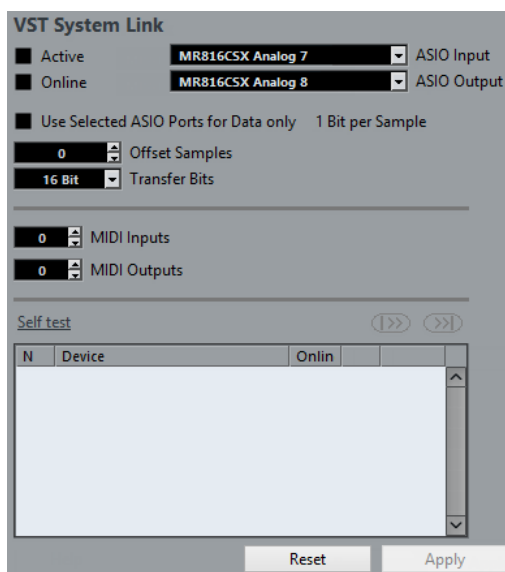 VST System Link
Active MR816CSX Analog 7 ASIO Input
Online MR816CSX Analog 8 ASIO Output
Use Selected ASIO Ports for Data only 1 Bit per Sample
0 Offset Samples
16 Bit Transfer Bits
0 MIDI Inputs
0 MIDI Outputs
Self test
N Device Onlin
Reset Apply